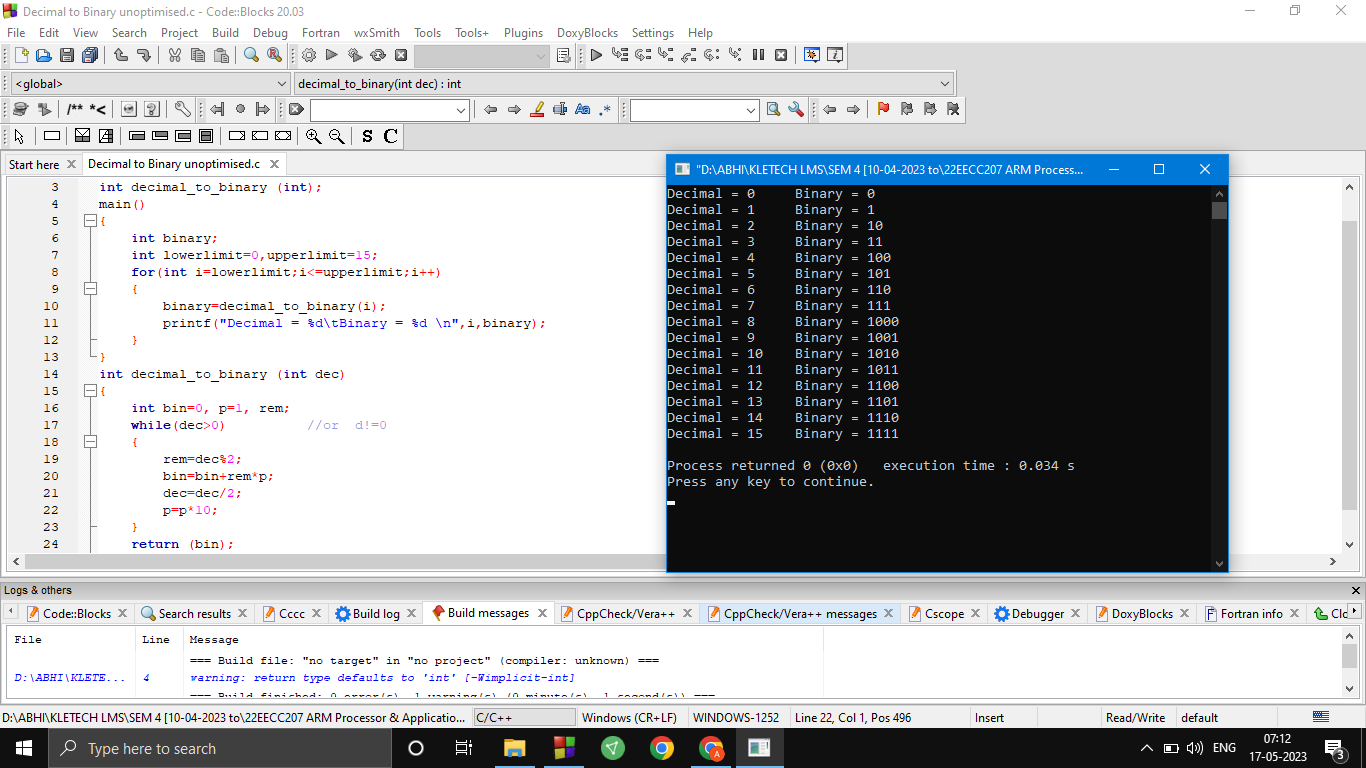 Decimal to Binary unoptimised.c - Code::Blocks 20.03
File Edit View Search Project Build Debug Fortran wxSmith Tools Tools+ Plugins DoxyBlocks Settings Help
<global> decimal_to_binary(int dec) : int
/** *<
Aa .*
S C
Start here Decimal to Binary unoptimised.c
3 int decimal_to_binary (int);
4 main()
5 {
6 int binary;
7 int lowerlimit=0,upperlimit=15;
8 for(int i=lowerlimit;i<=upperlimit;i++)
9 {
10 binary=decimal_to_binary(i);
11 printf("Decimal = %d\tBinary = %d \n",i,binary);
12 }
13 }
14 int decimal_to_binary (int dec)
15 {
16 int bin=0, p=1, rem;
17 while(dec>0) //or d!=0
18 {
19 rem=dec%2;
20 bin=bin+rem*p;
21 dec=dec/2;
22 p=p*10;
23 }
24 return (bin);
"D:\ABHI\KLETECH LMS\SEM 4 [10-04-2023 to\22EECC207 ARM Process...
Decimal = 0 Binary = 0
Decimal = 1 Binary = 1
Decimal = 2 Binary = 10
Decimal = 3 Binary = 11
Decimal = 4 Binary = 100
Decimal = 5 Binary = 101
Decimal = 6 Binary = 110
Decimal = 7 Binary = 111
Decimal = 8 Binary = 1000
Decimal = 9 Binary = 1001
Decimal = 10 Binary = 1010
Decimal = 11 Binary = 1011
Decimal = 12 Binary = 1100
Decimal = 13 Binary = 1101
Decimal = 14 Binary = 1110
Decimal = 15 Binary = 1111
Process returned 0 (0x0) execution time : 0.034 s
Press any key to continue.
Logs & others
Code::Blocks Search results Cccc Build log Build messages CppCheck/Vera++ CppCheck/Vera++ messages Cscope Debugger DoxyBlocks Fortran info Clo
File Line Message
=== Build file: "no target" in "no project" (compiler: unknown) ===
D:\ABHI\KLETE... 4 warning: return type defaults to 'int' [-Wimplicit-int]
=== Build finished: 0 error(s), 1 warning(s) (0 minute(s), 1 second(s)) ===
D:\ABHI\KLETECH LMS\SEM 4 [10-04-2023 to\22EECC207 ARM Processor & Applicatio... C/C++ Windows (CR+LF) WINDOWS-1252 Line 22, Col 1, Pos 496 Insert Read/Write default
Type here to search
A
ENG
07:12
17-05-2023
3